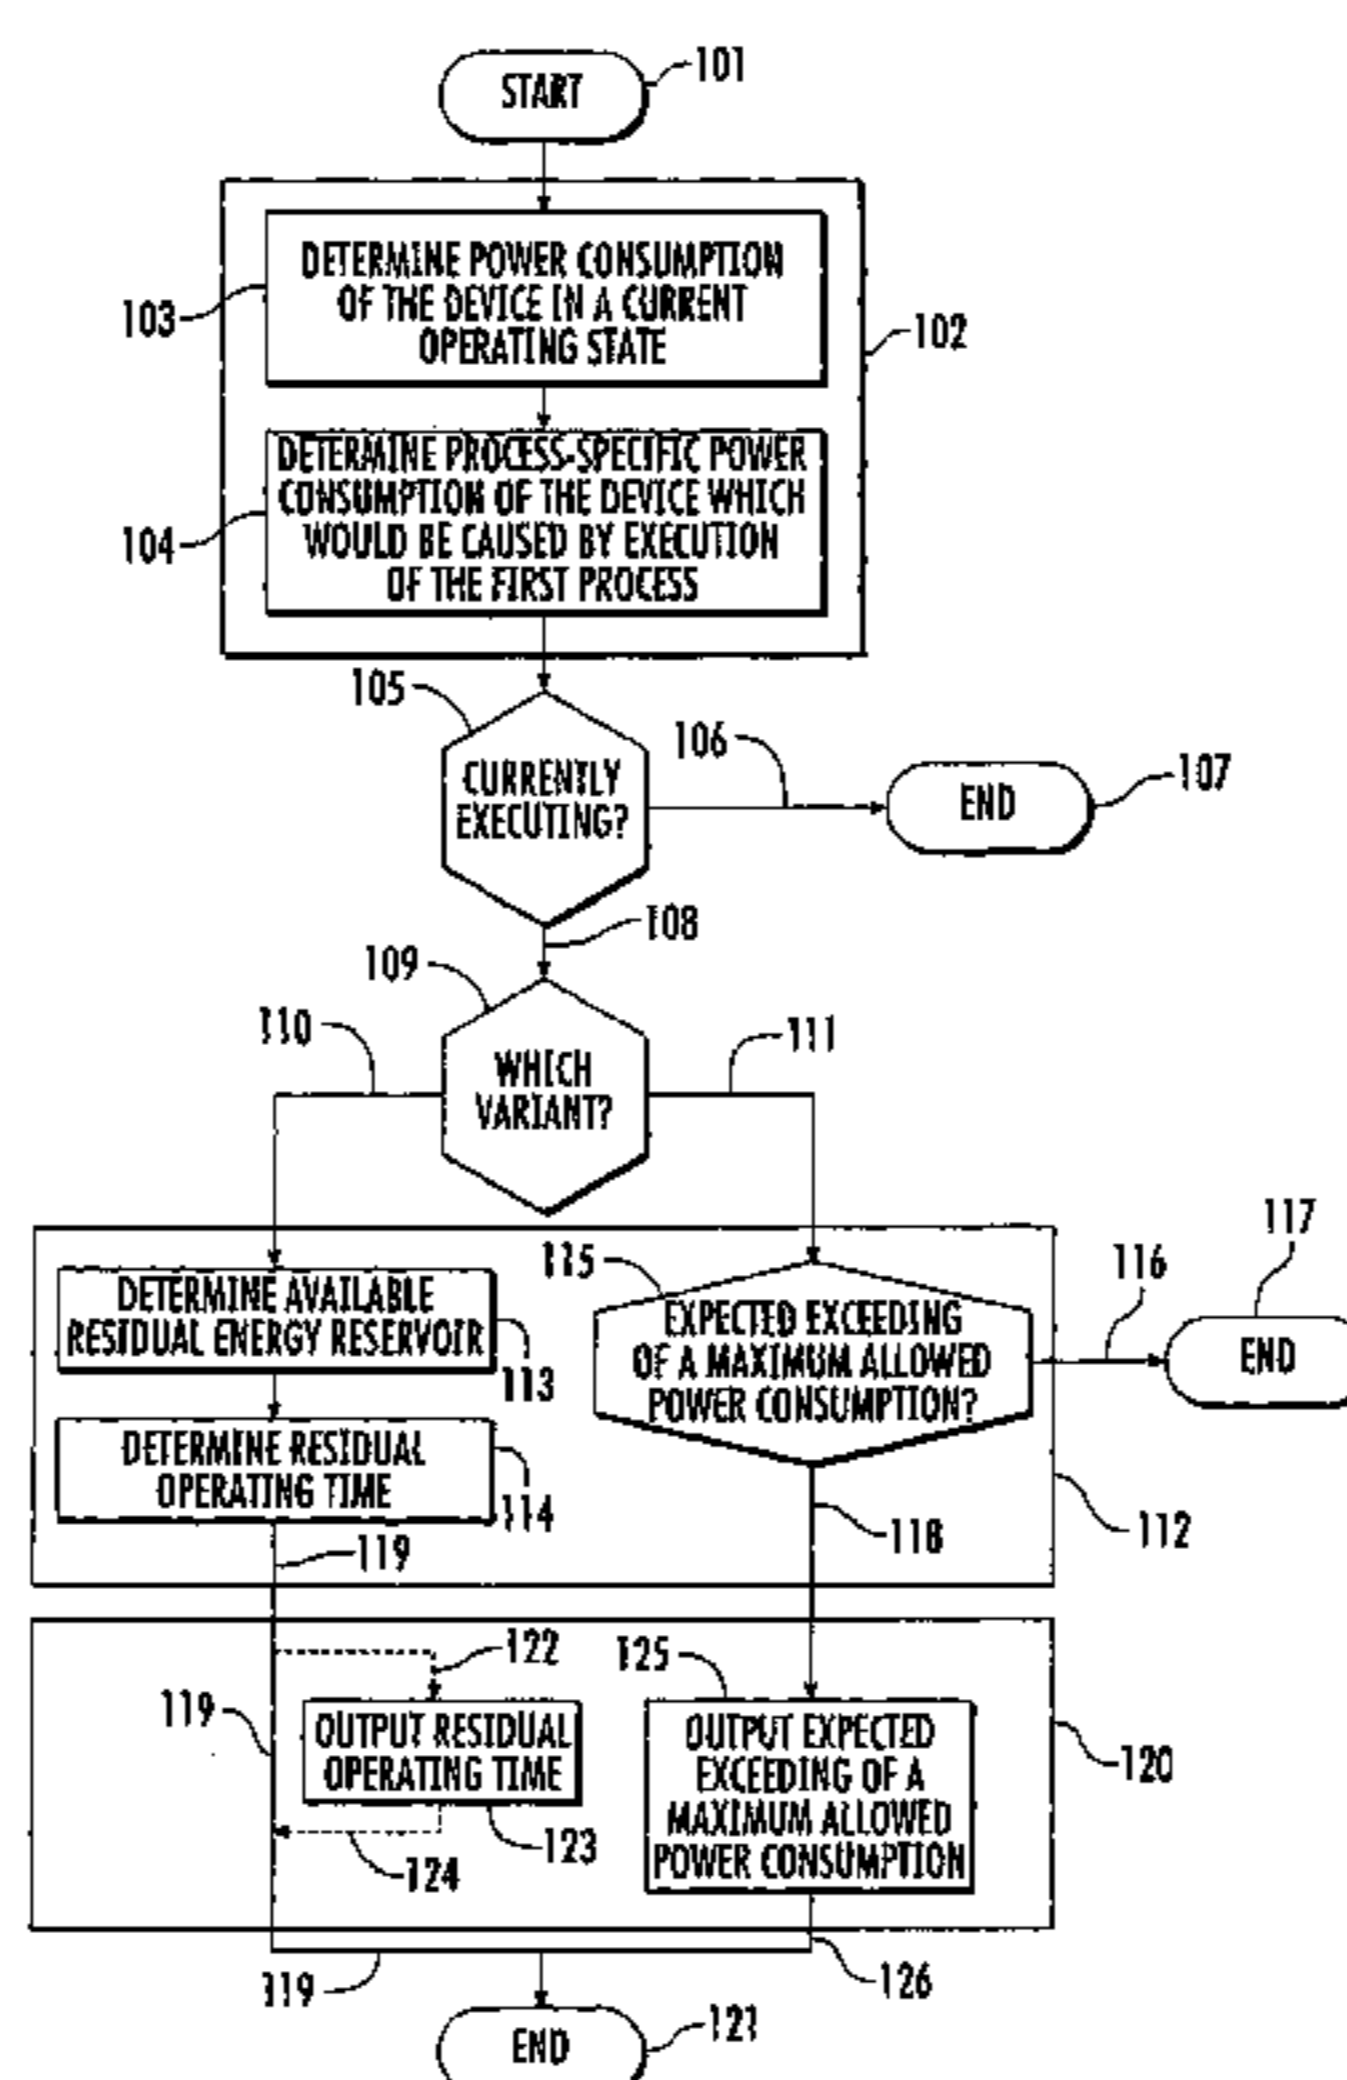 START
101
DETERMINE POWER CONSUMPTION
OF THE DEVICE IN A CURRENT
OPERATING STATE
103
102
DETERMINE PROCESS-SPECIFIC POWER
CONSUMPTION OF THE DEVICE WHICH
WOULD BE CAUSED BY EXECUTION
OF THE FIRST PROCESS
104
105
CURRENTLY
EXECUTING?
106
END
107
108
109
WHICH
VARIANT?
110
111
112
DETERMINE AVAILABLE
RESIDUAL ENERGY RESERVOIR
113
DETERMINE RESIDUAL
OPERATING TIME
114
115
EXPECTED EXCEEDING
OF A MAXIMUM ALLOWED
POWER CONSUMPTION?
116
117
END
118
119
119
122
OUTPUT RESIDUAL
OPERATING TIME
123
124
125
OUTPUT EXPECTED
EXCEEDING OF A
MAXIMUM ALLOWED
POWER CONSUMPTION
120
119
126
END
121